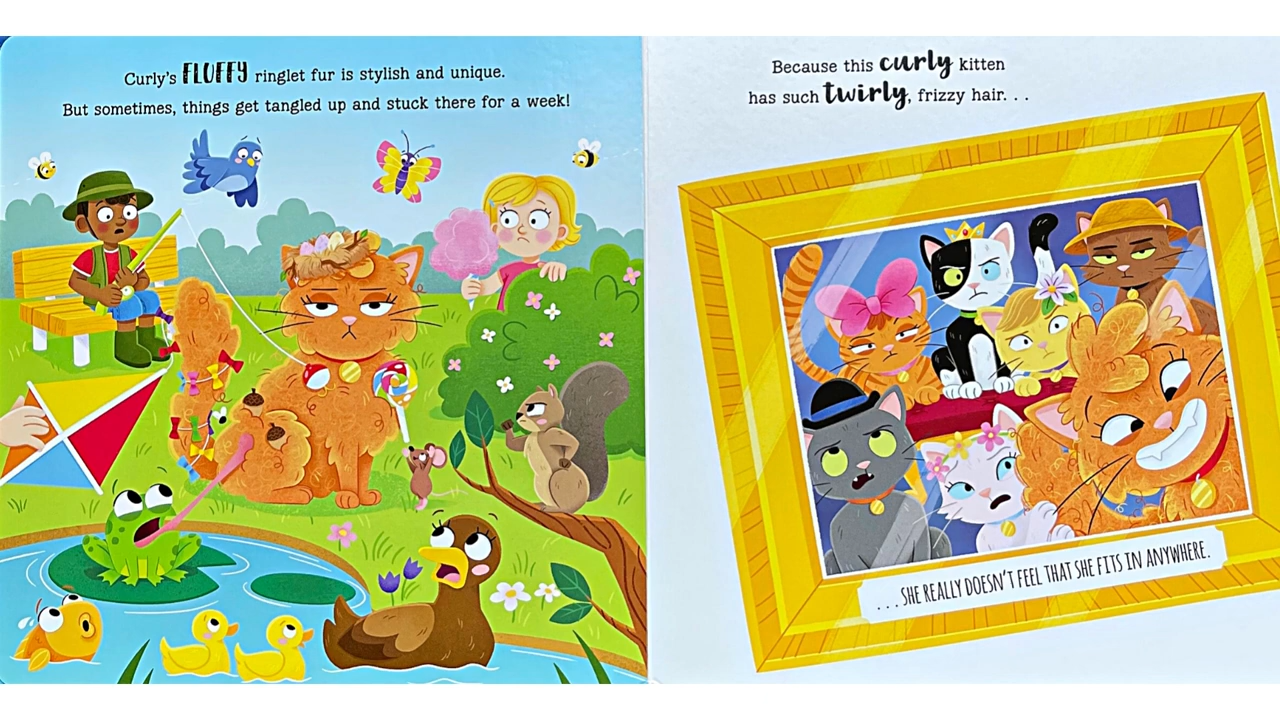 Curly's FLUFFY ringlet fur is stylish and unique.
But sometimes, things get tangled up and stuck there for a week!
Because this curly kitten
has such twirly, frizzy hair. . .
. . . SHE REALLY DOESN'T FEEL THAT SHE FITS IN ANYWHERE.